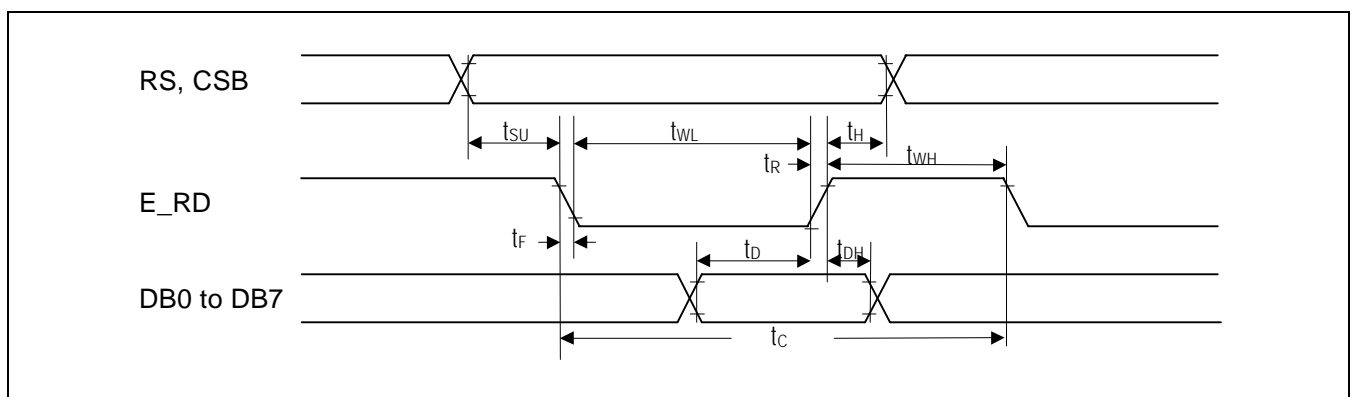 RS, CSB
tSU
tWL
tH
tR
tWH
E_RD
tF
tD
tDH
DB0 to DB7
tC